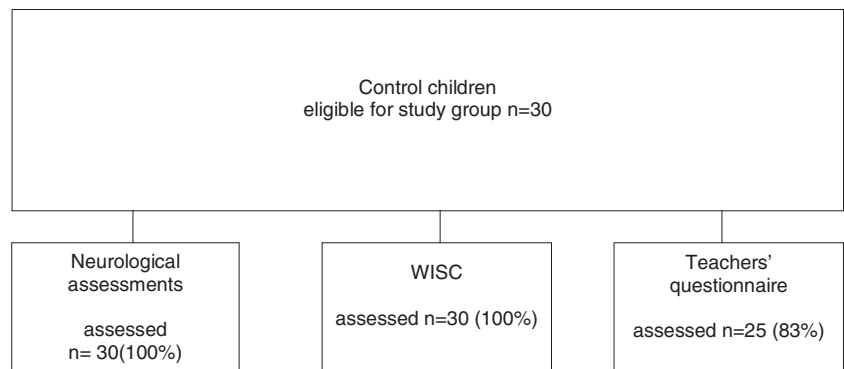 Control children
eligible for study group n=30
Neurological
assessments
assessed
n= 30(100%)
WISC
assessed n=30 (100%)
Teachers’
questionnaire
assessed n=25 (83%)